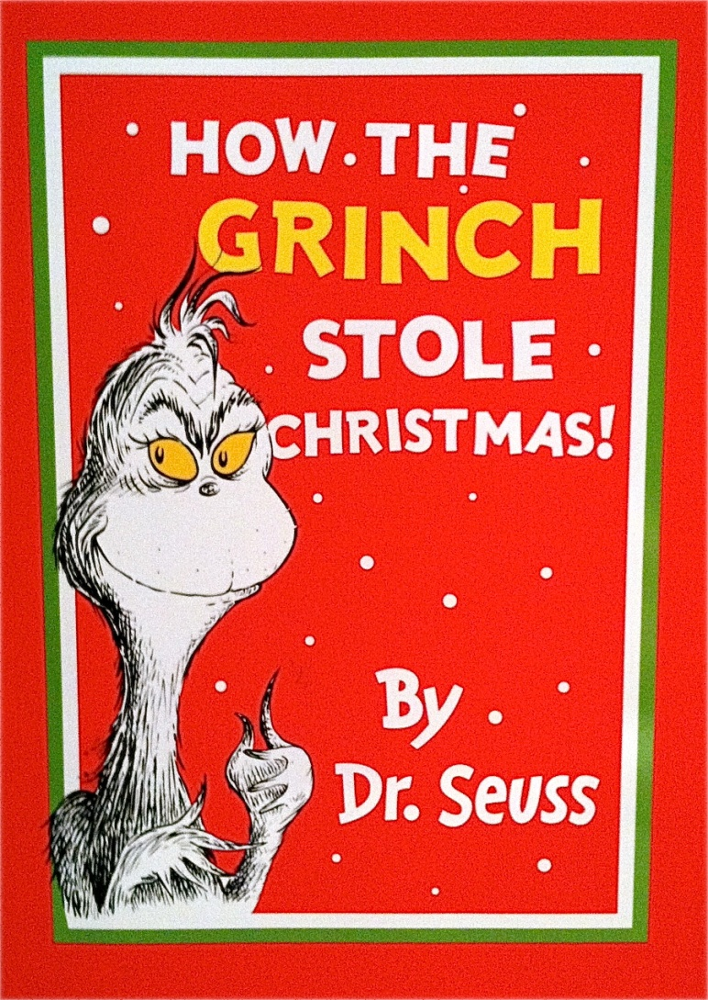 HOW THE
GRINCH
STOLE
CHRISTMAS!
By
Dr. Seuss